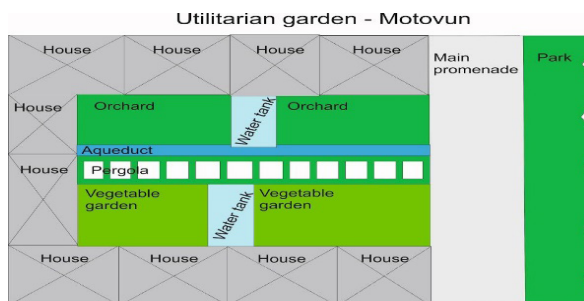 Utilitarian garden - Motovun
House
House
House
House
Main
promenade
Park
House
Orchard
Water tank
Orchard
Aqueduct
House
Pergola
Vegetable
garden
Water tank
Vegetable
garden
House
House
House
House